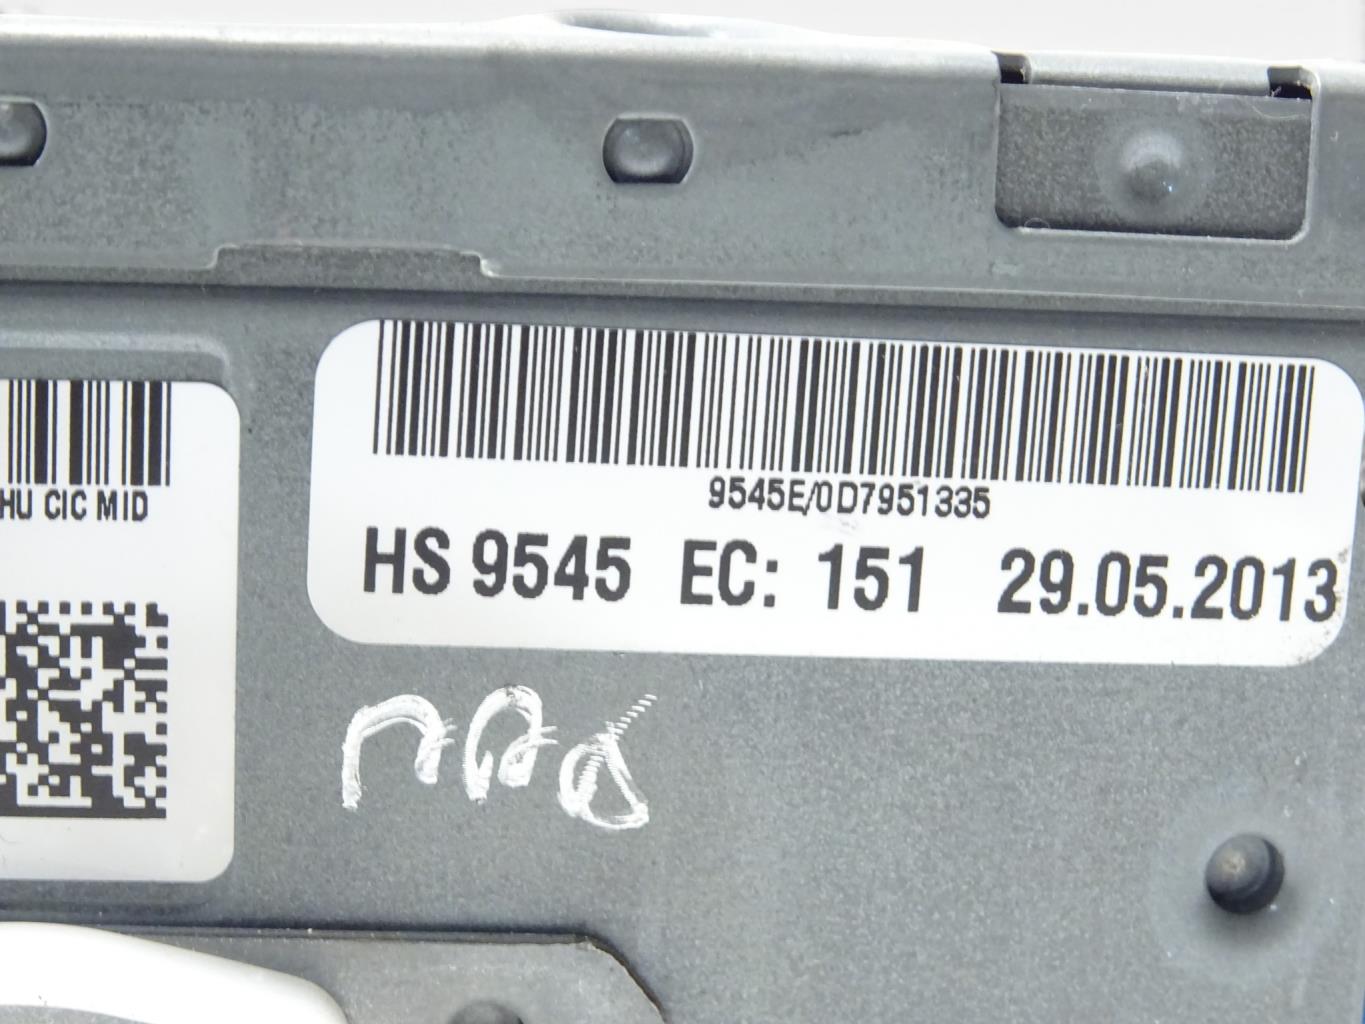 HU CIC MID
9545E/0D7951335
HS 9545 EC: 151 29.05.2013